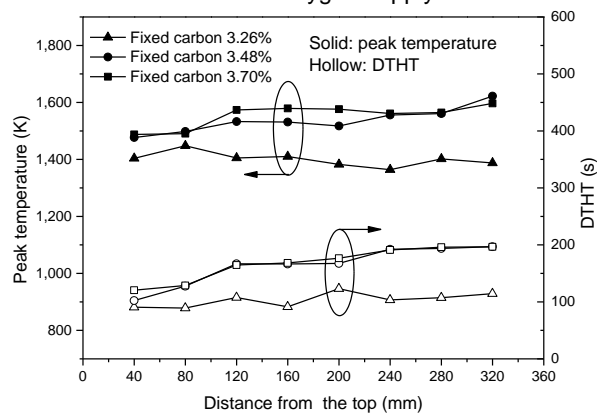 Fixed carbon 3.26%
Fixed carbon 3.48%
Fixed carbon 3.70%
Solid: peak temperature
Hollow: DTHT
Peak temperature (K)
1,800
1,600
1,400
1,200
1,000
800
DTHT (s)
600
500
400
300
200
100
0
0 40 80 120 160 200 240 280 320 360
Distance from the top (mm)